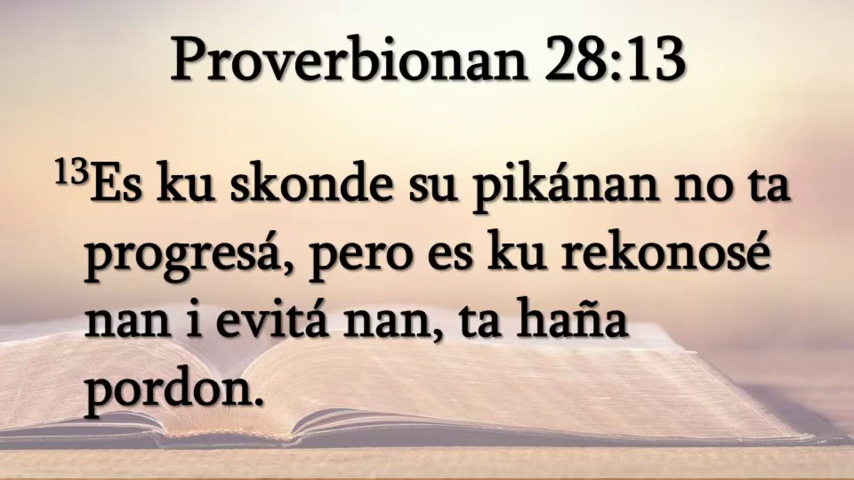 Proverbionan 28:13
13Es ku skonde su pikánan no ta
progresá, pero es ku rekonosé
nan i evitá nan, ta haña
pordon.